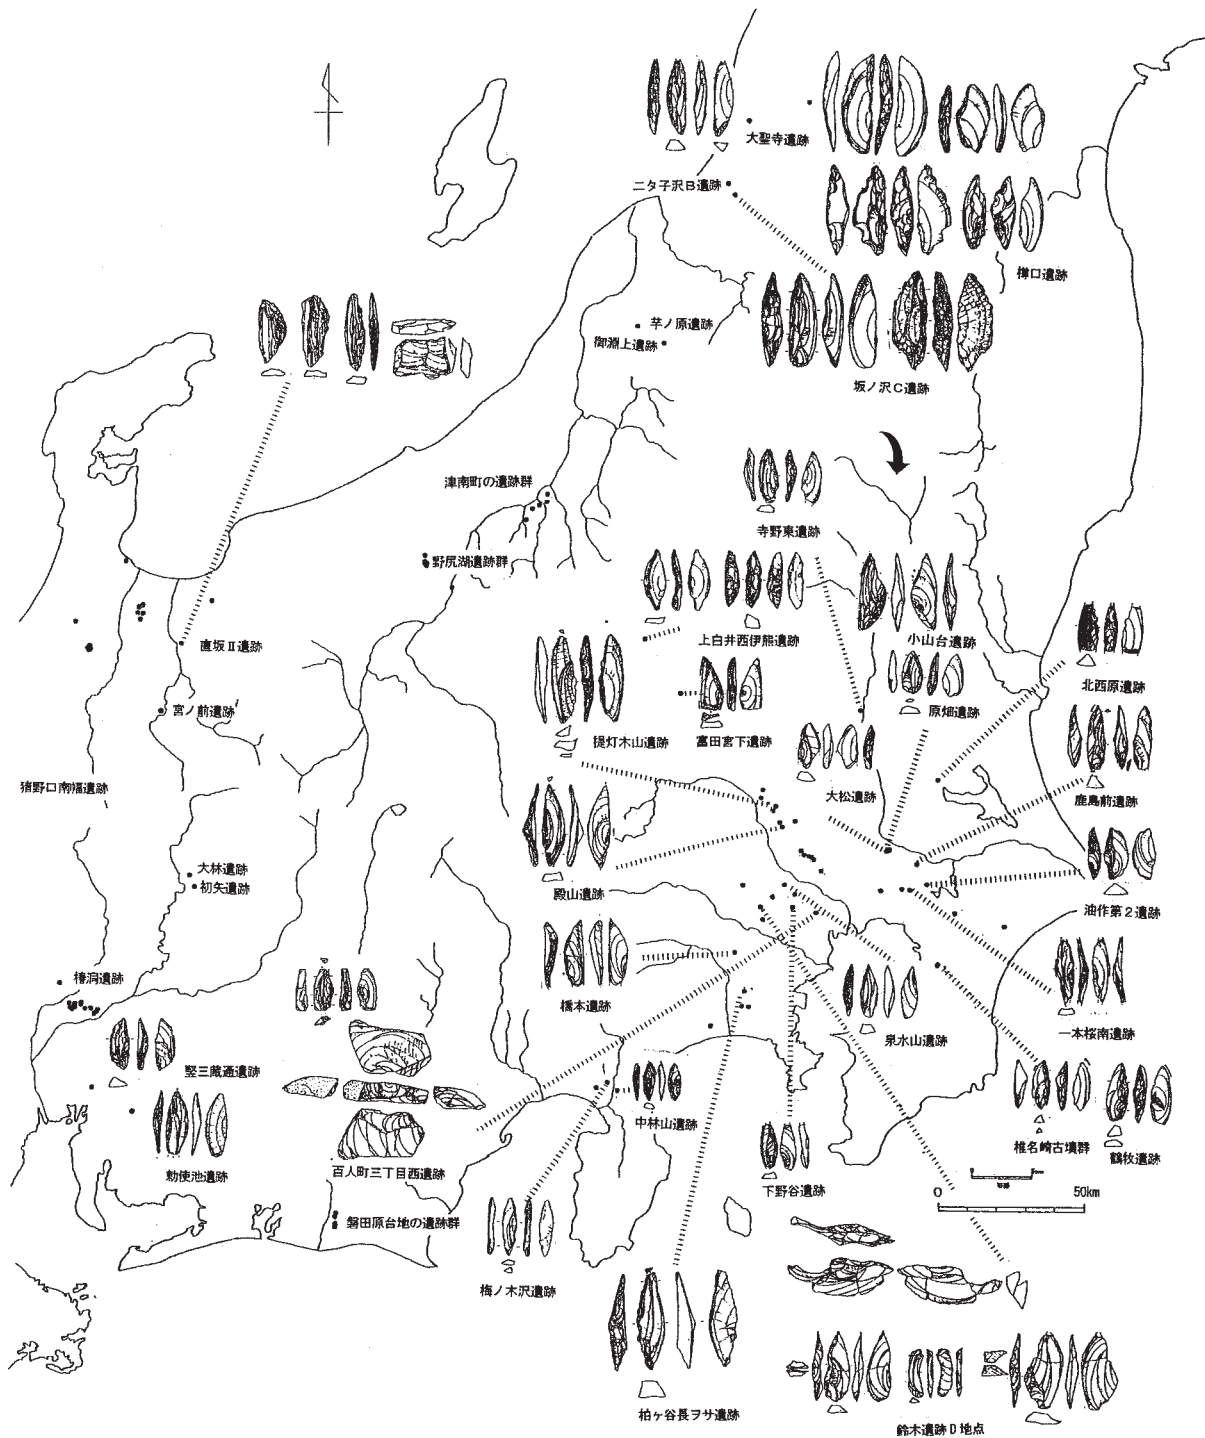 大聖寺遺跡
二タ子沢B遺跡
樽口遺跡
芋ノ原遺跡
御淵上遺跡
坂ノ沢C遺跡
津南町の遺跡群
寺野東遺跡
野尻湖遺跡群
上白井西伊熊遺跡
小山台遺跡
直坂Ⅱ遺跡
北西原遺跡
宮ノ前遺跡
原畑遺跡
提灯木山遺跡
富田宮下遺跡
猪野口南幅遺跡
大松遺跡
鹿島前遺跡
大林遺跡
初矢遺跡
殿山遺跡
油作第2遺跡
椿洞遺跡
橋本遺跡
泉水山遺跡
一本桜南遺跡
竪三蔵通遺跡
中林山遺跡
椎名崎古墳群
鶴牧遺跡
勅使池遺跡
百人町三丁目西遺跡
下野谷遺跡
0 50km
磐田原台地の遺跡群
梅ノ木沢遺跡
柏ヶ谷長ヲサ遺跡
鈴木遺跡D地点